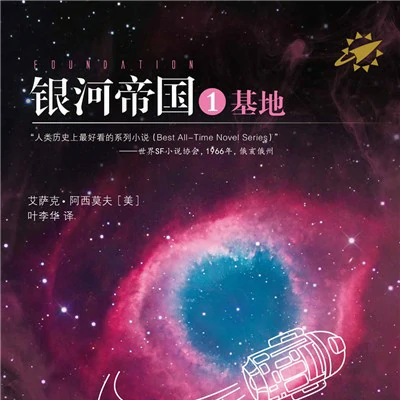 FOUNDATION
银河帝国1基地
“人类历史上最好看的系列小说（Best All-Time Novel Series）”
——世界SF小说协会，1966年，俄亥俄州
艾萨克·阿西莫夫［美］
叶李华 译